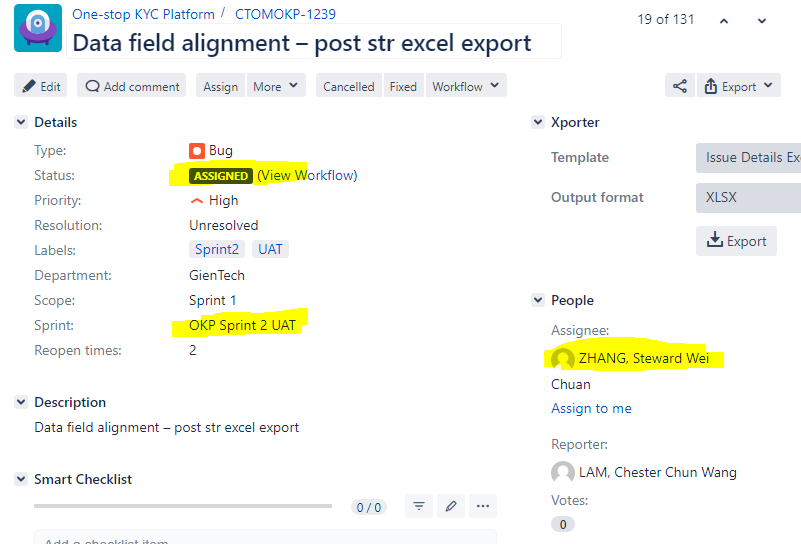 One-stop KYC Platform / CTOMOKP-1239
19 of 131
Data field alignment – post str excel export
Edit
Add comment
Assign
More
Cancelled
Fixed
Workflow
Export
Details
Type: Bug
Status: ASSIGNED (View Workflow)
Priority: High
Resolution: Unresolved
Labels: Sprint2 UAT
Department: GienTech
Scope: Sprint 1
Sprint: OKP Sprint 2 UAT
Reopen times: 2
Description
Data field alignment – post str excel export
Smart Checklist
0 / 0
Add a checklist item
Xporter
Template Issue Details Ex
Output format XLSX
Export
People
Assignee:
ZHANG, Steward Wei
Chuan
Assign to me
Reporter:
LAM, Chester Chun Wang
Votes:
0